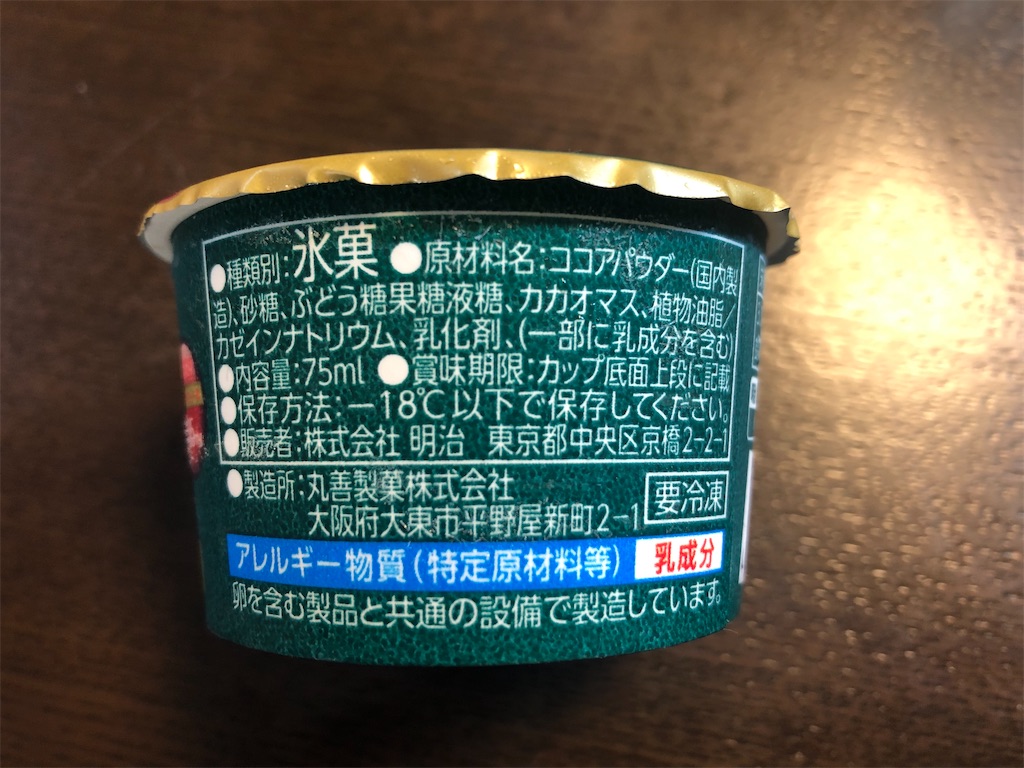 ●種類別：氷菓 ●原材料名：ココアパウダー（国内製
造）、砂糖、ぶどう糖果糖液糖、カカオマス、植物油脂／
カゼインナトリウム、乳化剤、（一部に乳成分を含む）
●内容量：75ml ●賞味期限：カップ底面上段に記載
●保存方法：−18℃以下で保存してください。
●販売者：株式会社 明治　東京都中央区京橋2-2-1
●製造所：丸善製菓株式会社
大阪府大東市平野屋新町2−1
要冷凍
アレルギー物質（特定原材料等） 乳成分
卵を含む製品と共通の設備で製造しています。